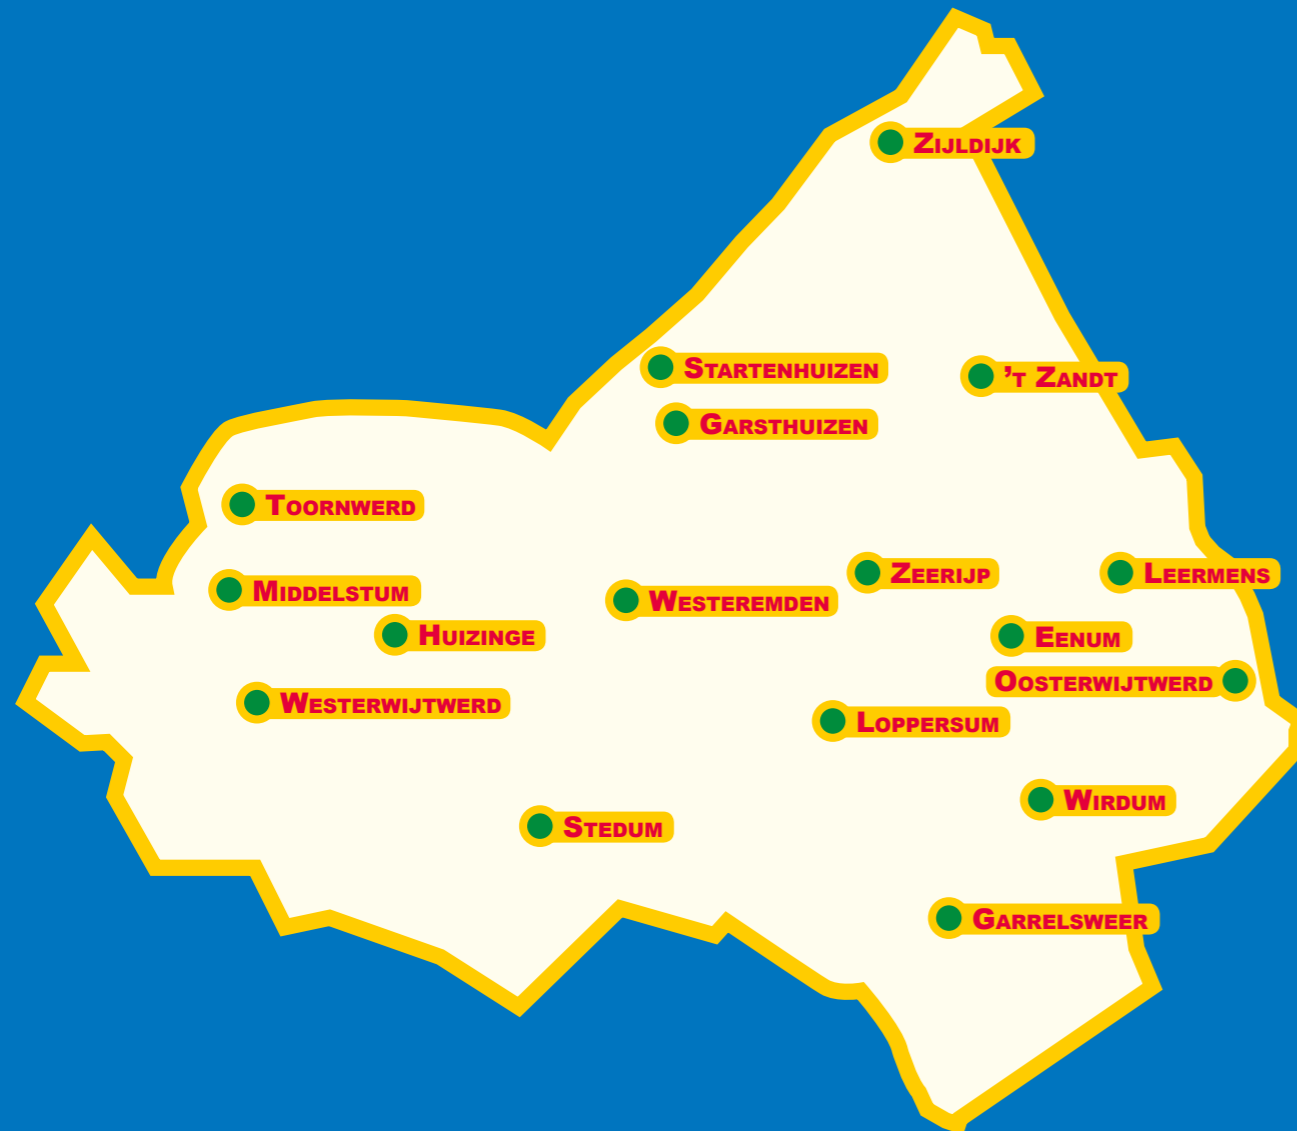 Zijldijk
Startenhuizen
't Zandt
Garsthuizen
Toornwerd
Zeerijp
Leermens
Middelstum
Westeremden
Huizinge
Eenum
Oosterwijtwerd
Westerwijtwerd
Loppersum
Wirdum
Stedum
Garrelsweer